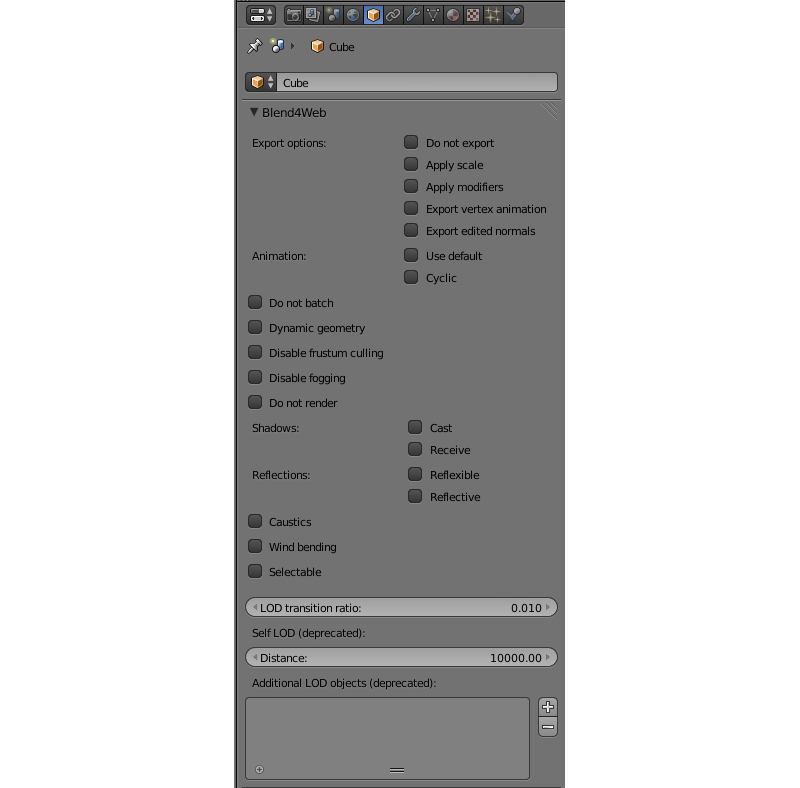 Cube
Cube
Blend4Web
Export options:
Do not export
Apply scale
Apply modifiers
Export vertex animation
Export edited normals
Animation:
Use default
Cyclic
Do not batch
Dynamic geometry
Disable frustum culling
Disable fogging
Do not render
Shadows:
Cast
Receive
Reflections:
Reflexible
Reflective
Caustics
Wind bending
Selectable
LOD transition ratio: 0.010
Self LOD (deprecated):
Distance: 10000.00
Additional LOD objects (deprecated):